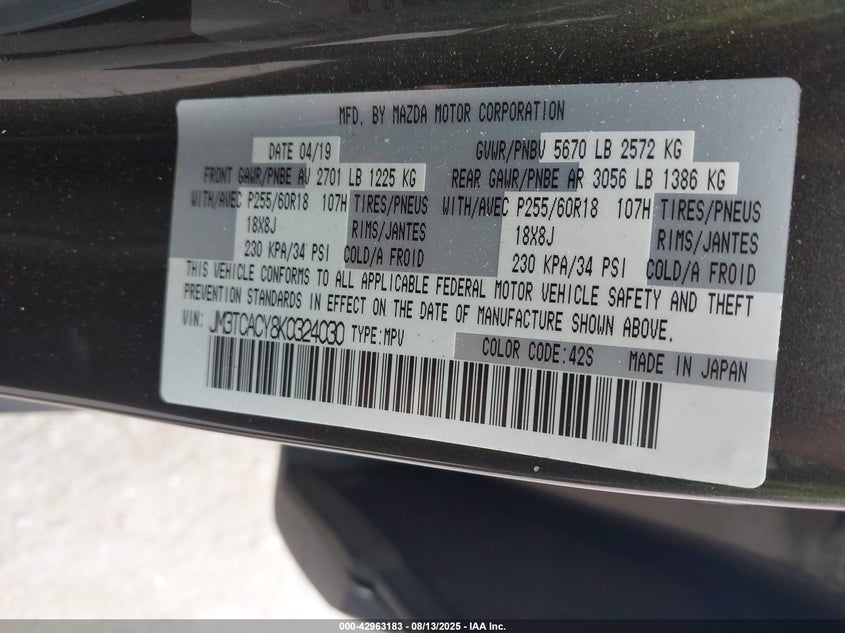 MFD. BY MAZDA MOTOR CORPORATION
DATE 04/19 GVWR/PNBV 5670 LB 2572 KG
FRONT GAWR/PNBE AV 2701 LB 1225 KG REAR GAWR/PNBE AR 3056 LB 1386 KG
WITH/AVEC P255/60R18 107H TIRES/PNEUS WITH/AVEC P255/60R18 107H TIRES/PNEUS
18X8J RIMS/JANTES 18X8J RIMS/JANTES
230 KPA/34 PSI COLD/A FROID 230 KPA/34 PSI COLD/A FROID
THIS VEHICLE CONFORMS TO ALL APPLICABLE FEDERAL MOTOR VEHICLE SAFETY AND THEFT
PREVENTION STANDARDS IN EFFECT ON THE DATE OF MANUFACTURE SHOWN ABOVE.
VIN: JM3TCACY8K0324030 TYPE:MPV COLOR CODE:42S MADE IN JAPAN
000-42963183 - 08/13/2025 - IAA Inc.